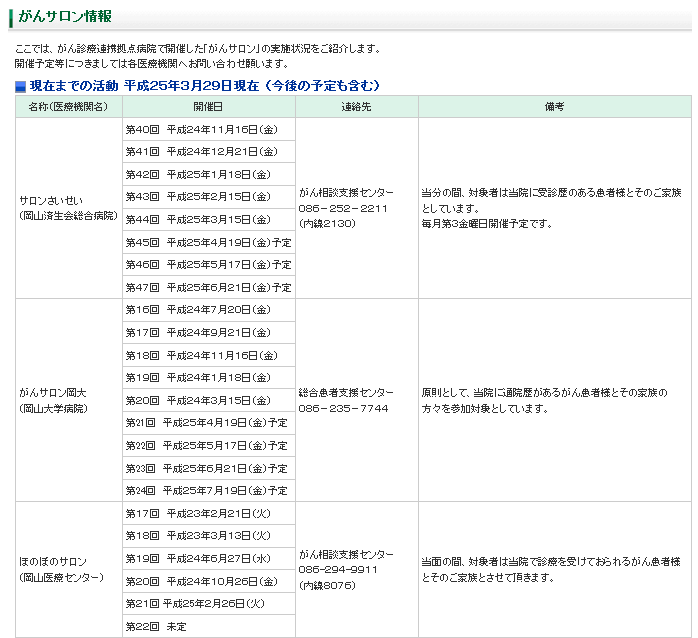 がんサロン情報
ここでは、がん診療連携拠点病院で開催した「がんサロン」の実施状況をご紹介します。
開催予定等につきましては各医療機関へお問い合わせ願います。
現在までの活動 平成25年3月29日現在（今後の予定も含む）
名称（医療機関名） 開催日 連絡先 備考
サロンさいせい
（岡山済生会総合病院）
第40回 平成24年11月16日（金）
第41回 平成24年12月21日（金）
第42回 平成25年1月18日（金）
第43回 平成25年2月15日（金）
第44回 平成24年3月15日（金）
第45回 平成24年4月19日（金）予定
第46回 平成25年5月17日（金）予定
第47回 平成25年6月21日（金）予定
がん相談支援センター
086－252－2211
（内線2130）
当分の間、対象者は当院に受診歴のある患者様とそのご家族
としています。
毎月第3金曜日開催予定です。
がんサロン岡大
（岡山大学病院）
第16回 平成24年7月20日（金）
第17回 平成24年9月21日（金）
第18回 平成24年11月16日（金）
第19回 平成24年1月18日（金）
第20回 平成24年3月15日（金）
第21回 平成25年4月19日（金）予定
第22回 平成25年5月17日（金）予定
第23回 平成25年6月21日（金）予定
第24回 平成25年7月19日（金）予定
総合患者支援センター
086－235－7744
原則として、当院に通院歴があるがん患者様とその家族の
方々を参加対象としています。
ほのぼのサロン
（岡山医療センター）
第17回 平成23年2月21日（火）
第18回 平成23年3月13日（火）
第19回 平成24年6月27日（水）
第20回 平成24年10月26日（金）
第21回 平成25年2月26日（火）
第22回 未定
がん相談支援センター
086-294-9911
（内線8076）
当面の間、対象者は当院で診療を受けておられるがん患者様
とそのご家族とさせて頂きます。